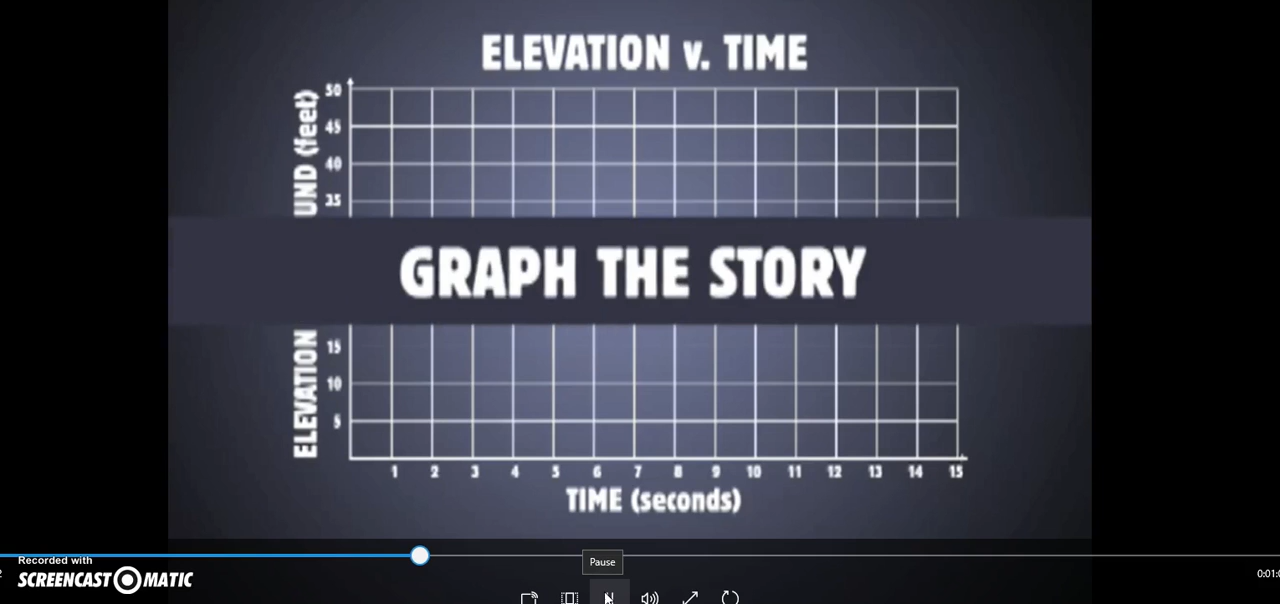 ELEVATION v. TIME
50
45
40
35
UND (feet)
GRAPH THE STORY
ELEVATION
15
10
5
1 2 3 4 5 6 7 8 9 10 11 12 13 14 15
TIME (seconds)
Pause
Recorded with
SCREENCAST MATIC